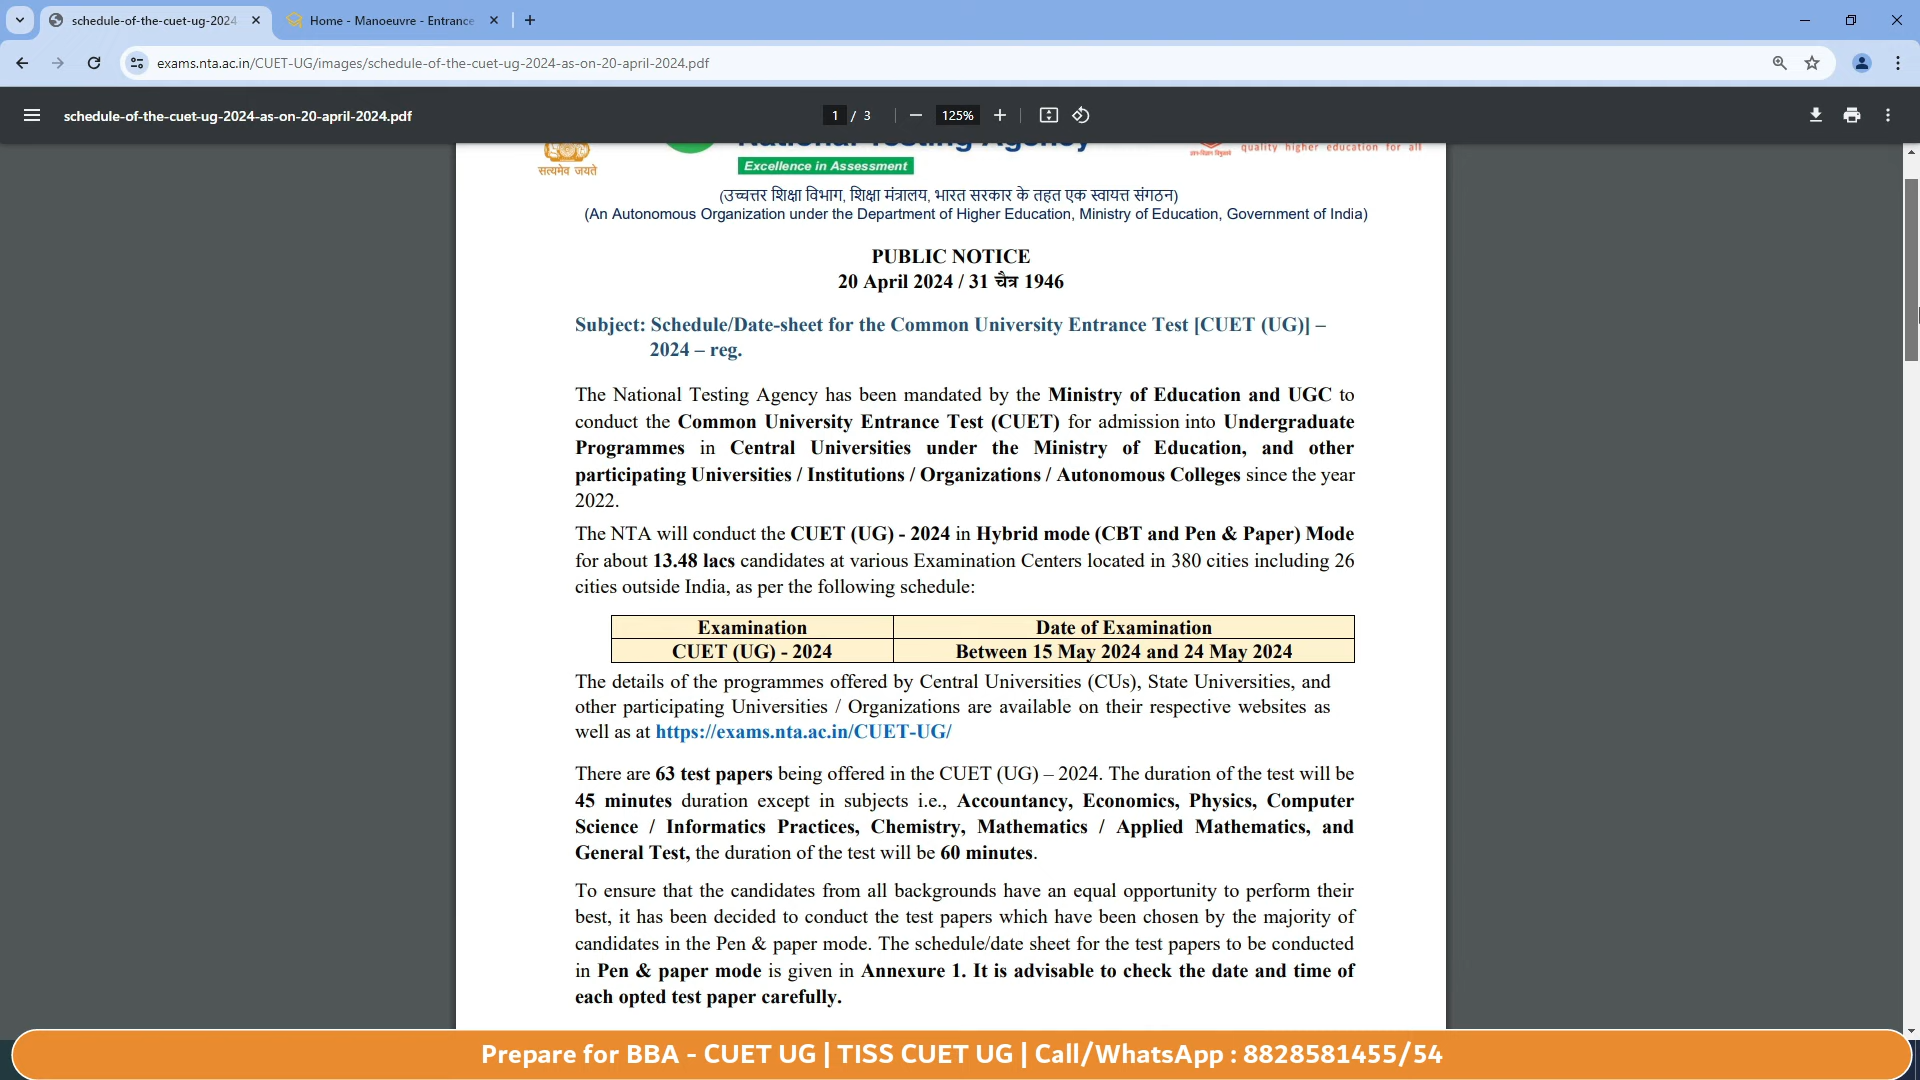 schedule-of-the-cuet-ug-2024
Home - Manoeuvre - Entrance
exams.nta.ac.in/CUET-UG/images/schedule-of-the-cuet-ug-2024-as-on-20-april-2024.pdf
schedule-of-the-cuet-ug-2024-as-on-20-april-2024.pdf
1 / 3
125%
सत्यमेव जयते
National Testing Agency
quality higher education for all
Excellence in Assessment
(उच्चतर शिक्षा विभाग, शिक्षा मंत्रालय, भारत सरकार के तहत एक स्वायत्त संगठन)
(An Autonomous Organization under the Department of Higher Education, Ministry of Education, Government of India)
PUBLIC NOTICE
20 April 2024 / 31 चैत्र 1946
Subject: Schedule/Date-sheet for the Common University Entrance Test [CUET (UG)] –
2024 – reg.
The National Testing Agency has been mandated by the Ministry of Education and UGC to
conduct the Common University Entrance Test (CUET) for admission into Undergraduate
Programmes in Central Universities under the Ministry of Education, and other
participating Universities / Institutions / Organizations / Autonomous Colleges since the year
2022.
The NTA will conduct the CUET (UG) - 2024 in Hybrid mode (CBT and Pen & Paper) Mode
for about 13.48 lacs candidates at various Examination Centers located in 380 cities including 26
cities outside India, as per the following schedule:
Examination Date of Examination
CUET (UG) - 2024 Between 15 May 2024 and 24 May 2024
The details of the programmes offered by Central Universities (CUs), State Universities, and
other participating Universities / Organizations are available on their respective websites as
well as at https://exams.nta.ac.in/CUET-UG/
There are 63 test papers being offered in the CUET (UG) – 2024. The duration of the test will be
45 minutes duration except in subjects i.e., Accountancy, Economics, Physics, Computer
Science / Informatics Practices, Chemistry, Mathematics / Applied Mathematics, and
General Test, the duration of the test will be 60 minutes.
To ensure that the candidates from all backgrounds have an equal opportunity to perform their
best, it has been decided to conduct the test papers which have been chosen by the majority of
candidates in the Pen & paper mode. The schedule/date sheet for the test papers to be conducted
in Pen & paper mode is given in Annexure 1. It is advisable to check the date and time of
each opted test paper carefully.
Prepare for BBA - CUET UG | TISS CUET UG | Call/WhatsApp : 8828581455/54